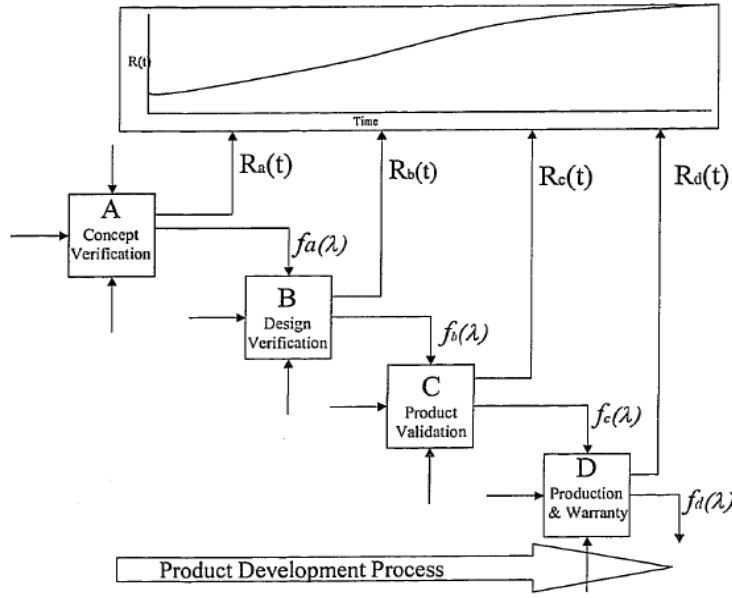 R(t)
Time
Ra(t)
Rb(t)
Rc(t)
Rd(t)
A
Concept
Verification
fa(λ)
B
Design
Verification
fb(λ)
C
Product
Validation
fc(λ)
D
Production
& Warranty
fd(λ)
Product Development Process